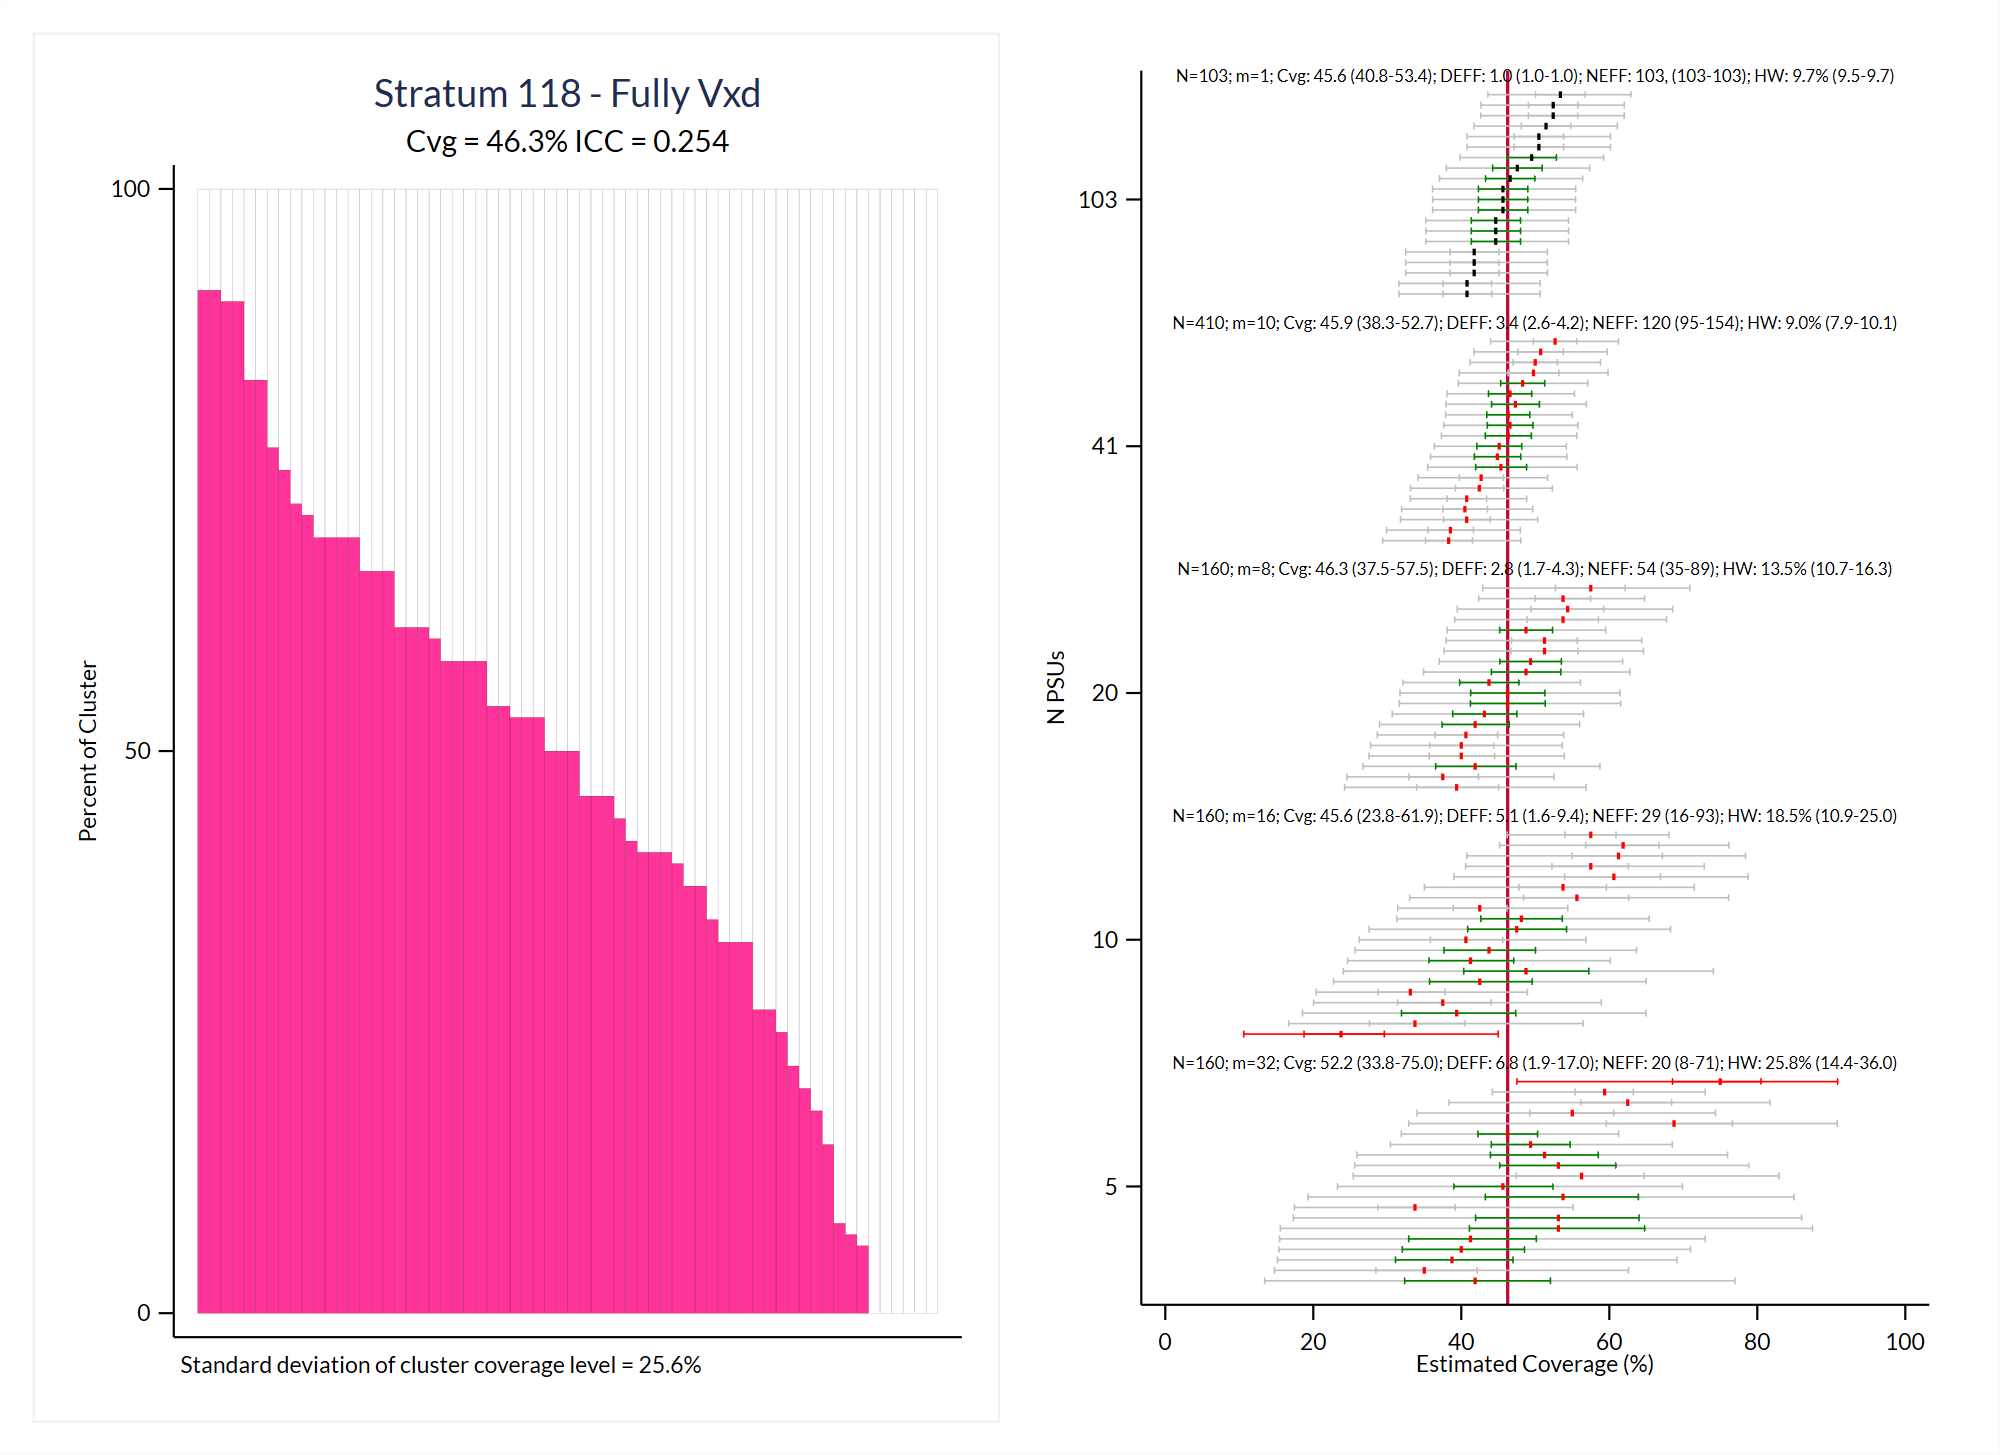 Stratum 118 - Fully Vxd
Cvg = 46.3% ICC = 0.254
100
50
0
Percent of Cluster
Standard deviation of cluster coverage level = 25.6%
N=103; m=1; Cvg: 45.6 (40.8-53.4); DEFF: 1.0 (1.0-1.0); NEFF: 103, (103-103); HW: 9.7% (9.5-9.7)
103
N=410; m=10; Cvg: 45.9 (38.3-52.7); DEFF: 3.4 (2.6-4.2); NEFF: 120 (95-154); HW: 9.0% (7.9-10.1)
41
N=160; m=8; Cvg: 46.3 (37.5-57.5); DEFF: 2.8 (1.7-4.3); NEFF: 54 (35-89); HW: 13.5% (10.7-16.3)
N PSUs
20
N=160; m=16; Cvg: 45.6 (23.8-61.9); DEFF: 5.1 (1.6-9.4); NEFF: 29 (16-93); HW: 18.5% (10.9-25.0)
10
N=160; m=32; Cvg: 52.2 (33.8-75.0); DEFF: 6.8 (1.9-17.0); NEFF: 20 (8-71); HW: 25.8% (14.4-36.0)
5
0 20 40 60 80 100
Estimated Coverage (%)